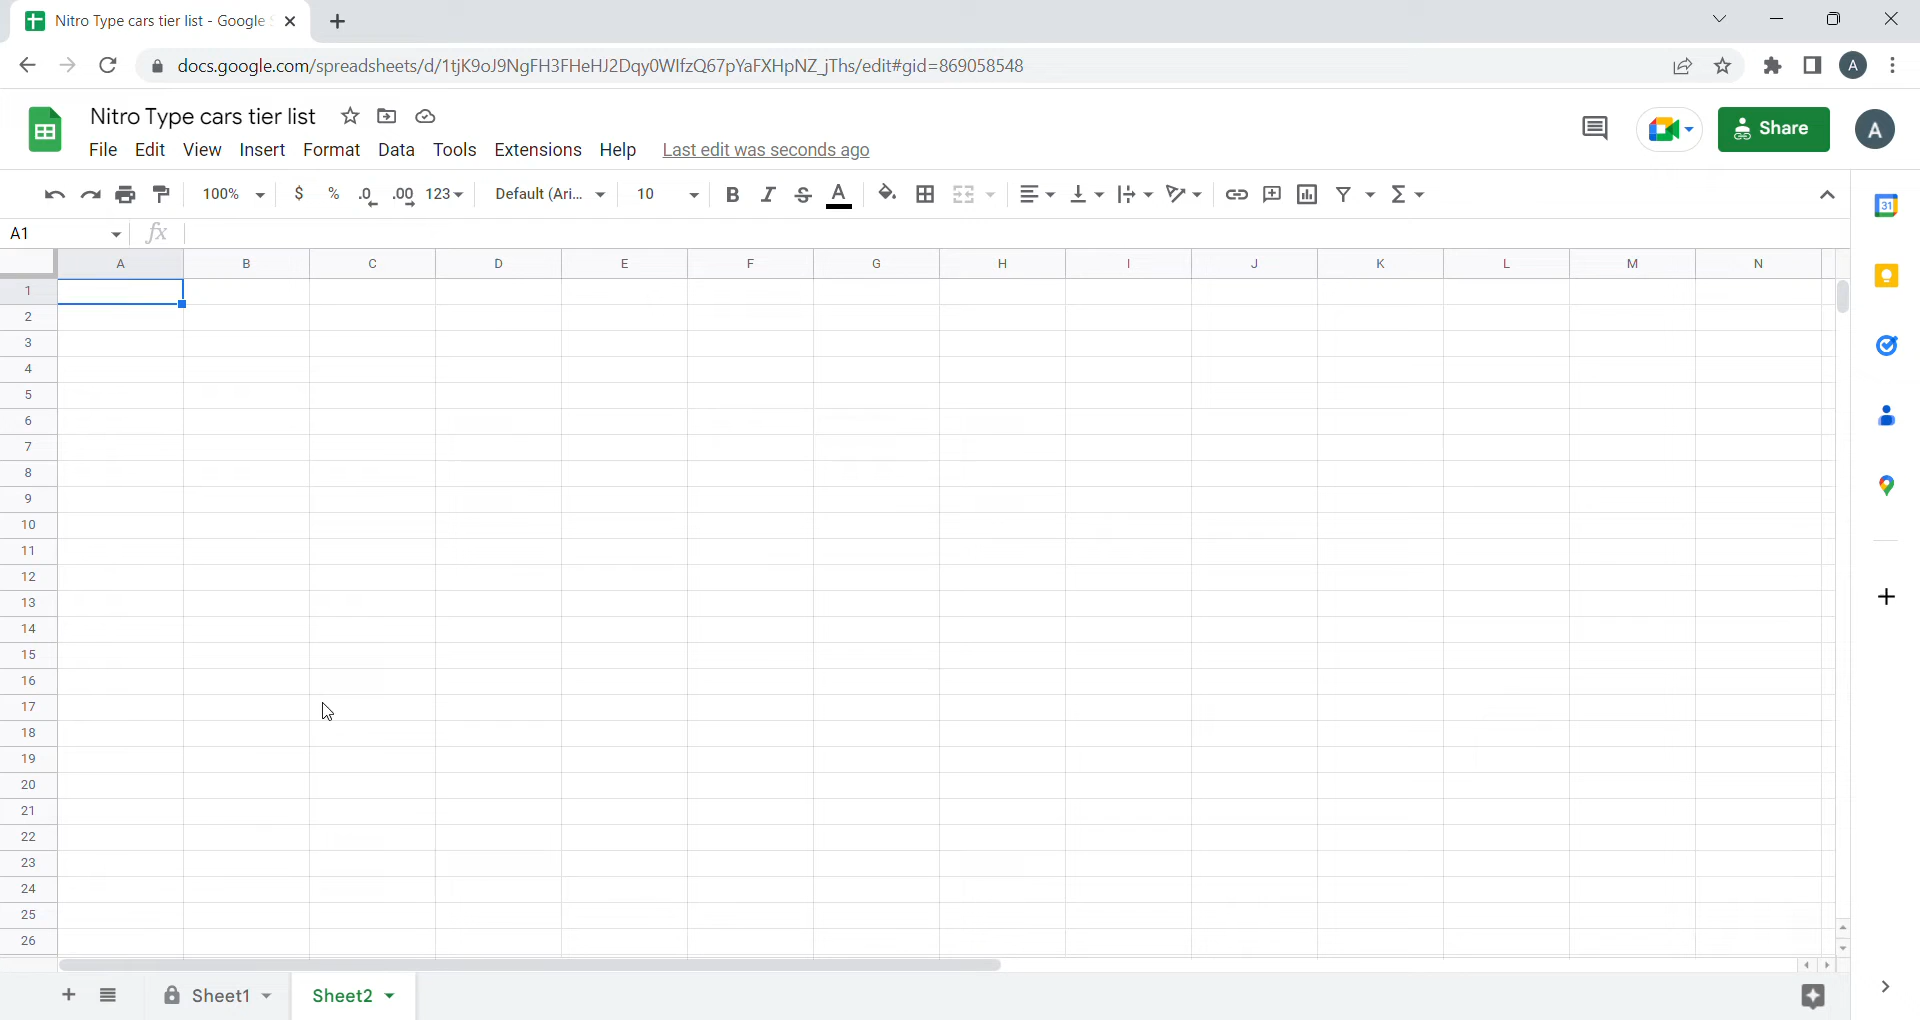 Nitro Type cars tier list - Google S
docs.google.com/spreadsheets/d/1tjK9oJ9NgFH3FHeHJ2Dqy0WIfzQ67pYaFXHpNZ_jThs/edit#gid=869058548
A
Nitro Type cars tier list
File Edit View Insert Format Data Tools Extensions Help Last edit was seconds ago
Share
A
100% $ % .0 .00 123 Default (Ari... 10 B I S A Σ
31
A1 fx
A B C D E F G H I J K L M N
1
2
3
4
5
6
7
8
9
10
11
12
13
14
15
16
17
18
19
20
21
22
23
24
25
26
Sheet1 Sheet2